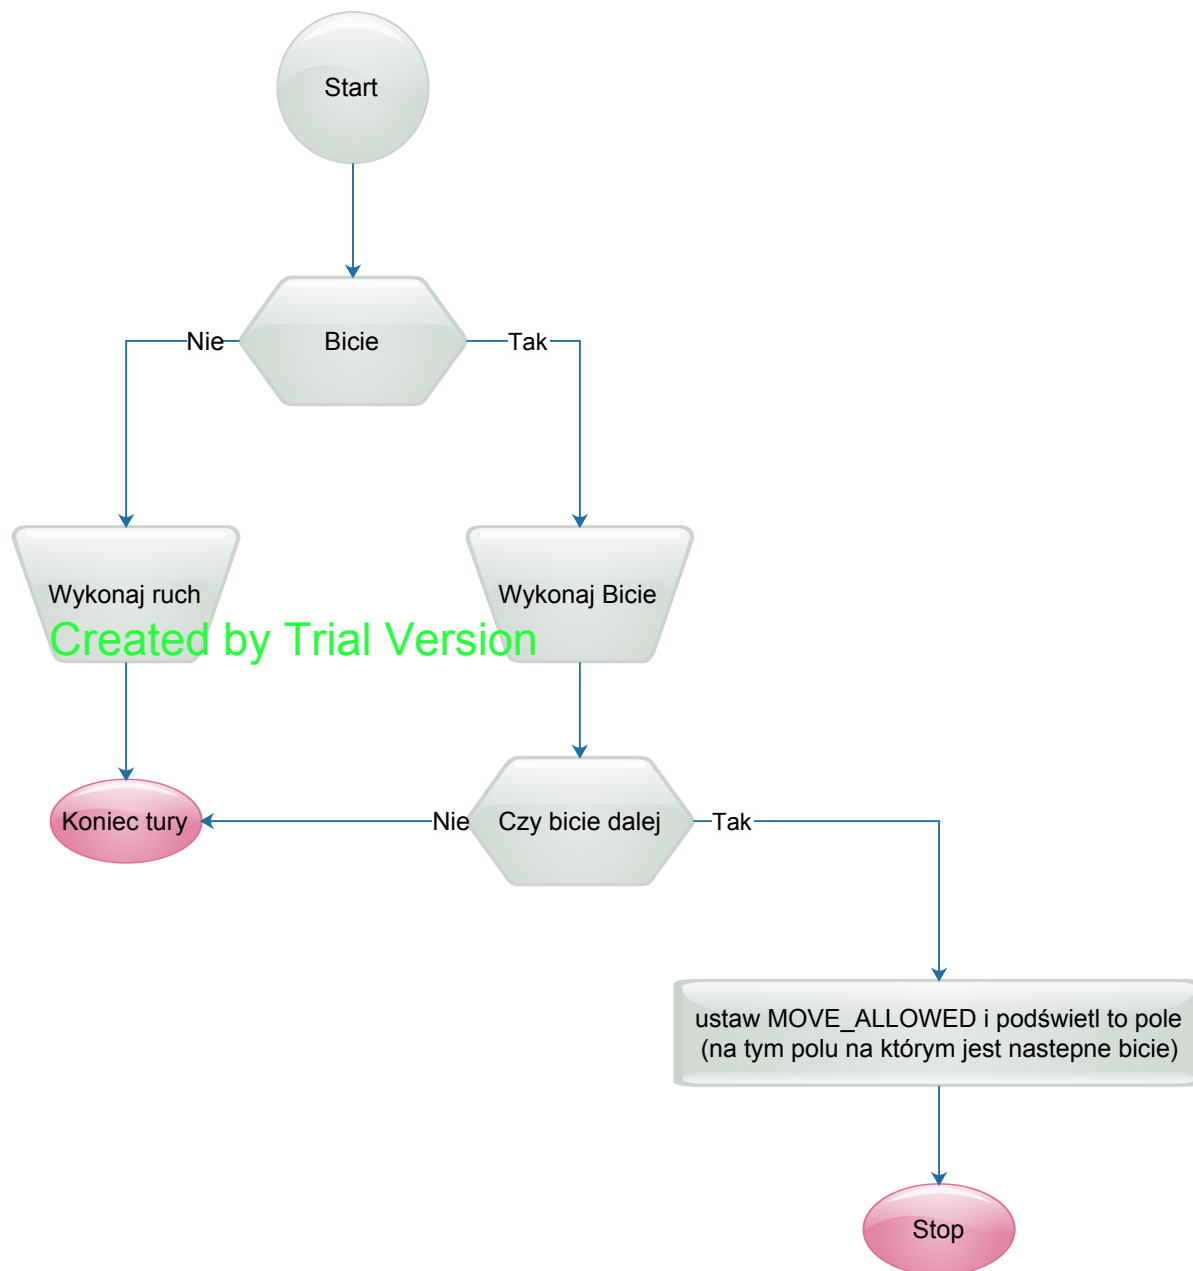 Start
Bicie
Nie
Tak
Wykonaj ruch
Wykonaj Bicie
Created by Trial Version
Koniec tury
Nie
Czy bicie dalej
Tak
ustaw MOVE_ALLOWED i podświetl to pole
(na tym polu na którym jest nastepne bicie)
Stop